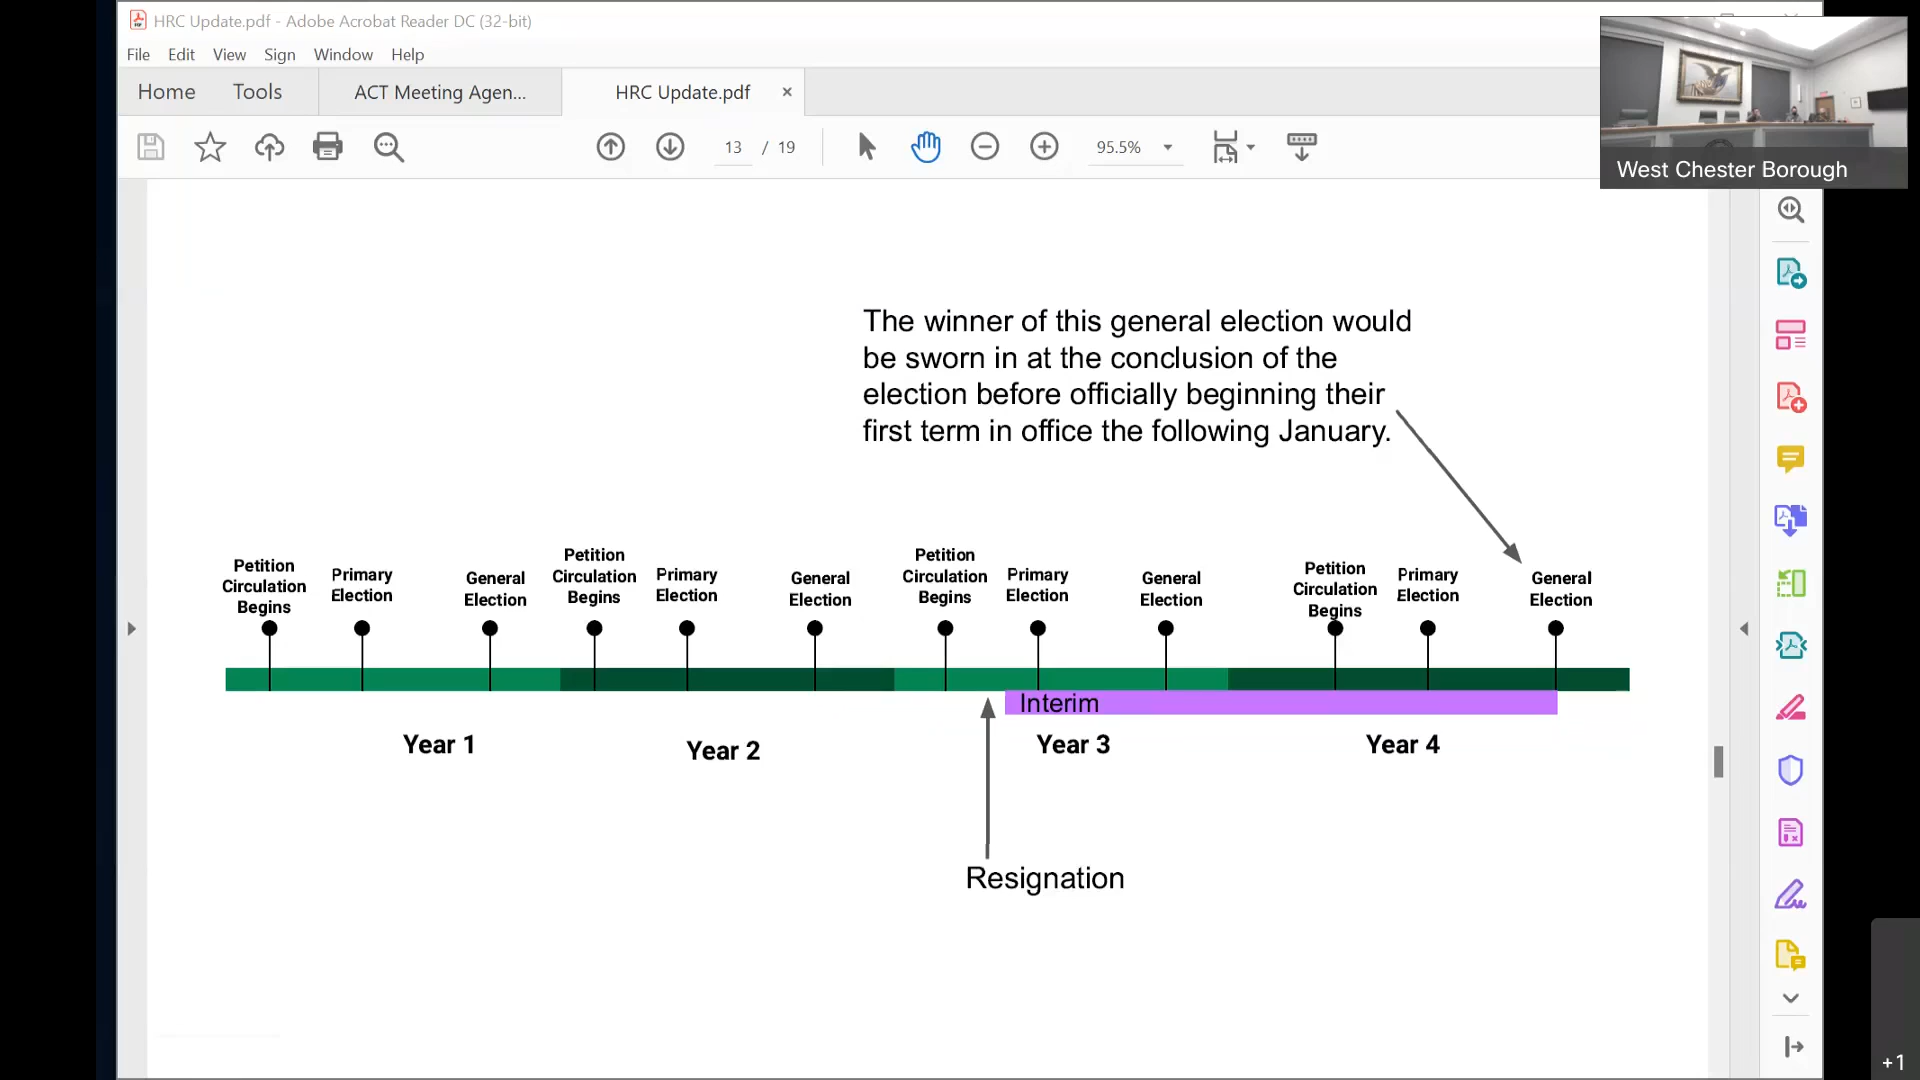 HRC Update.pdf - Adobe Acrobat Reader DC (32-bit)
File Edit View Sign Window Help
Home Tools ACT Meeting Agen... HRC Update.pdf ×
13 / 19 95.5%
West Chester Borough
The winner of this general election would
be sworn in at the conclusion of the
election before officially beginning their
first term in office the following January.
Petition
Circulation
Begins
Primary
Election
General
Election
Petition
Circulation
Begins
Primary
Election
General
Election
Petition
Circulation
Begins
Primary
Election
General
Election
Petition
Circulation
Begins
Primary
Election
General
Election
Interim
Year 1
Year 2
Year 3
Year 4
Resignation
+1